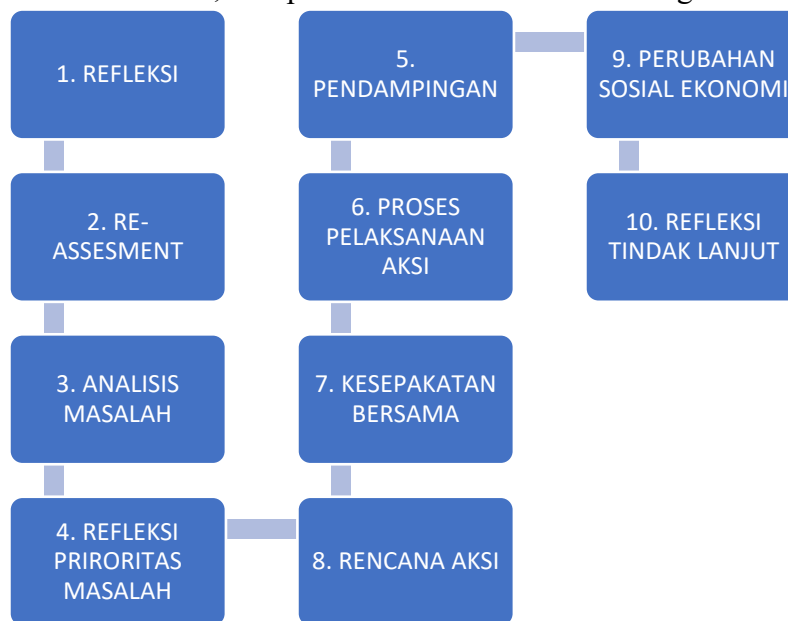 1. REFLEKSI
2. RE-
ASSESMENT
3. ANALISIS
MASALAH
4. REFLEKSI
PRIRORITAS
MASALAH
5.
PENDAMPINGAN
6. PROSES
PELAKSANAAN
AKSI
7. KESEPAKATAN
BERSAMA
8. RENCANA AKSI
9. PERUBAHAN
SOSIAL EKONOMI
10. REFLEKSI
TINDAK LANJUT